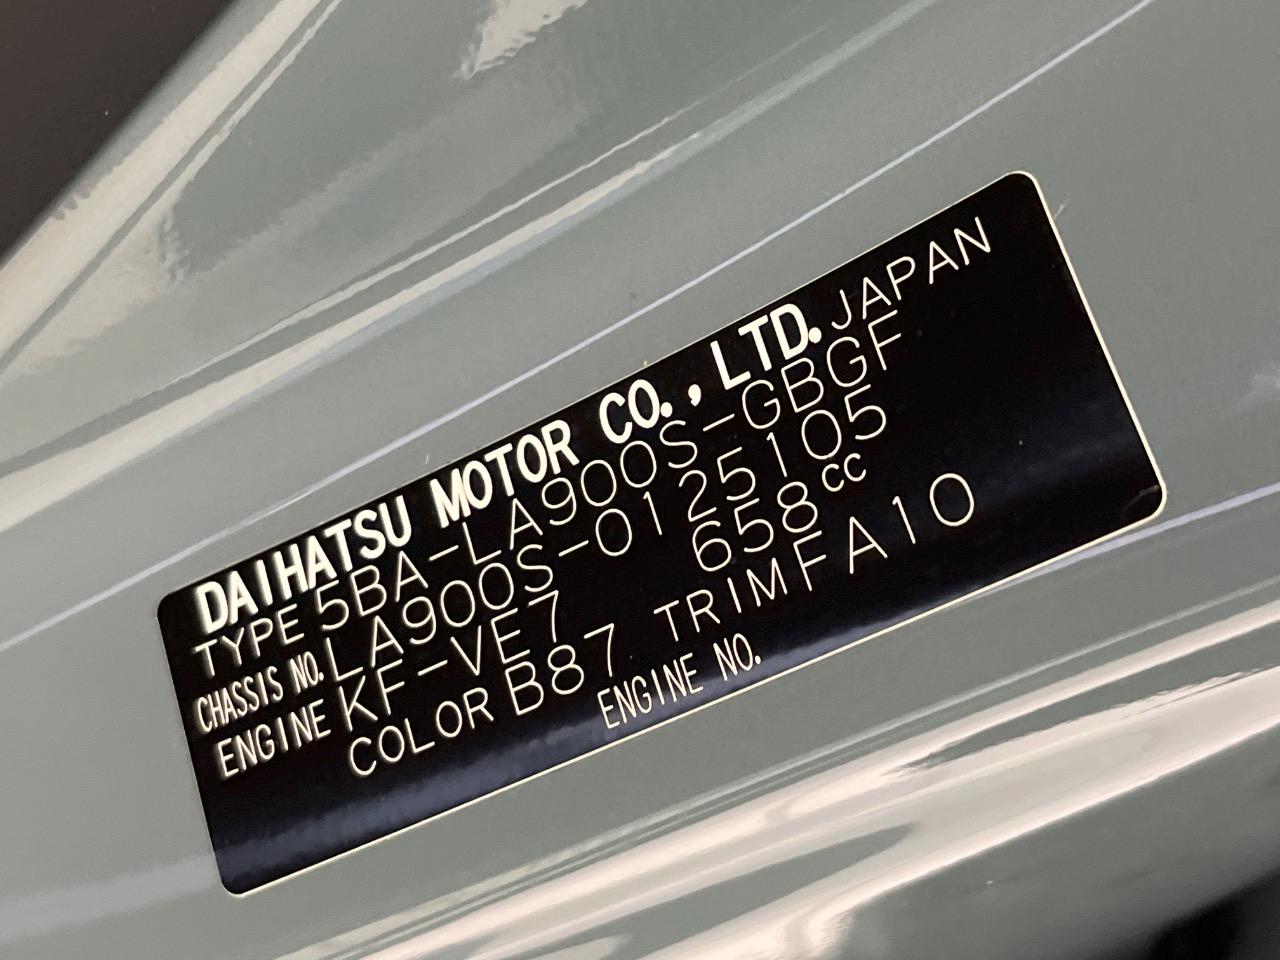 DAIHATSU MOTOR CO., LTD. JAPAN
TYPE 5BA-LA900S-GBGF
CHASSIS NO. LA900S-0125105
ENGINE KF-VE7 658cc
COLOR B87 TRIM FA10
ENGINE NO.